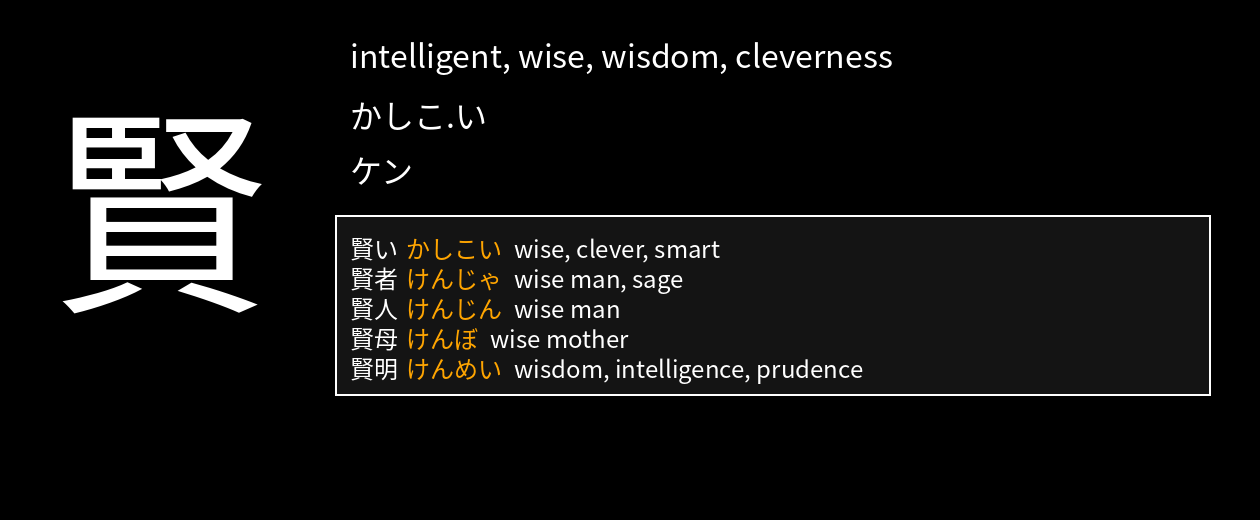 賢
intelligent, wise, wisdom, cleverness
かしこ.い
ケン
賢い かしこい wise, clever, smart
賢者 けんじゃ wise man, sage
賢人 けんじん wise man
賢母 けんぼ wise mother
賢明 けんめい wisdom, intelligence, prudence